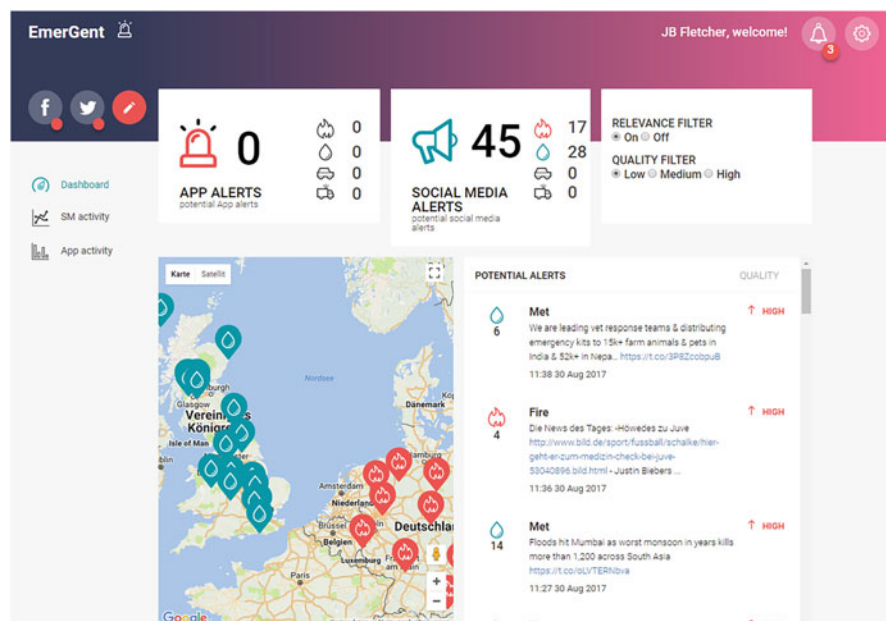 EmerGent
JB Fletcher, welcome!
3
f
0
APP ALERTS
potential App alerts
0
0
0
0
45
SOCIAL MEDIA
ALERTS
potential social media
alerts
17
28
0
0
RELEVANCE FILTER
On Off
QUALITY FILTER
Low Medium High
Dashboard
SM activity
App activity
Karte Satellit
Nordsee
Glasgow
Isle of Man
Dänemark
Amsterdam
Brüssel
Belgien
Luxemburg
Paris
am Main
+
−
Google
POTENTIAL ALERTS QUALITY
Met HIGH
6
We are leading vet response teams & distributing
emergency kits to 15k+ farm animals & pets in
India & 52k+ in Nepa... https://t.co/3P8ZcobpuB
11:38 30 Aug 2017
Fire HIGH
4
Die News des Tages: -Howedes zu Juve
http://www.bild.de/sport/fussball/schalke/hier-
geht-er-zum-medizin-check-bei-juve-
53040896.bild.html - Justin Biebers ...
11:36 30 Aug 2017
Met HIGH
14
Floods hit Mumbai as worst monsoon in years kills
more than 1,200 across South Asia
https://t.co/oLVTERNbva
11:27 30 Aug 2017